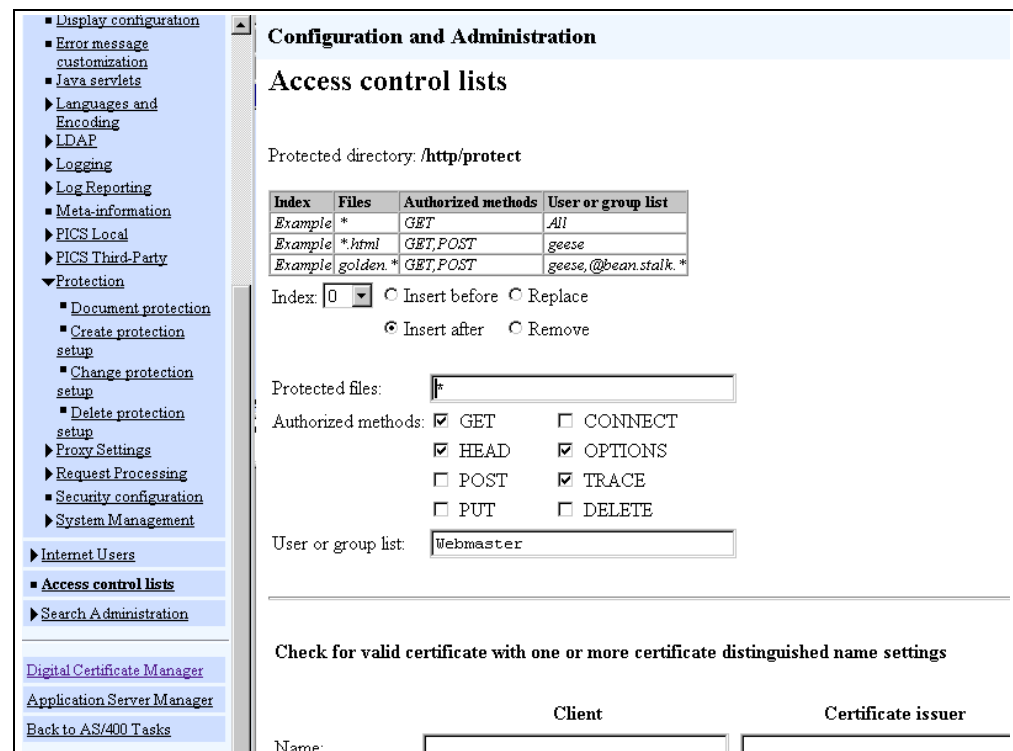 Display configuration
Error message
customization
Java servlets
Languages and
Encoding
LDAP
Logging
Log Reporting
Meta-information
PICS Local
PICS Third-Party
Protection
Document protection
Create protection
setup
Change protection
setup
Delete protection
setup
Proxy Settings
Request Processing
Security configuration
System Management
Internet Users
Access control lists
Search Administration
Digital Certificate Manager
Application Server Manager
Back to AS/400 Tasks
Configuration and Administration
Access control lists
Protected directory: /http/protect
Index Files Authorized methods User or group list
Example * GET All
Example *.html GET,POST geese
Example golden.* GET,POST geese,@bean.stalk.*
Index: 0 Insert before Replace
Insert after Remove
Protected files: *
Authorized methods: GET CONNECT
HEAD OPTIONS
POST TRACE
PUT DELETE
User or group list: Webmaster
Check for valid certificate with one or more certificate distinguished name settings
Client Certificate issuer
Name: